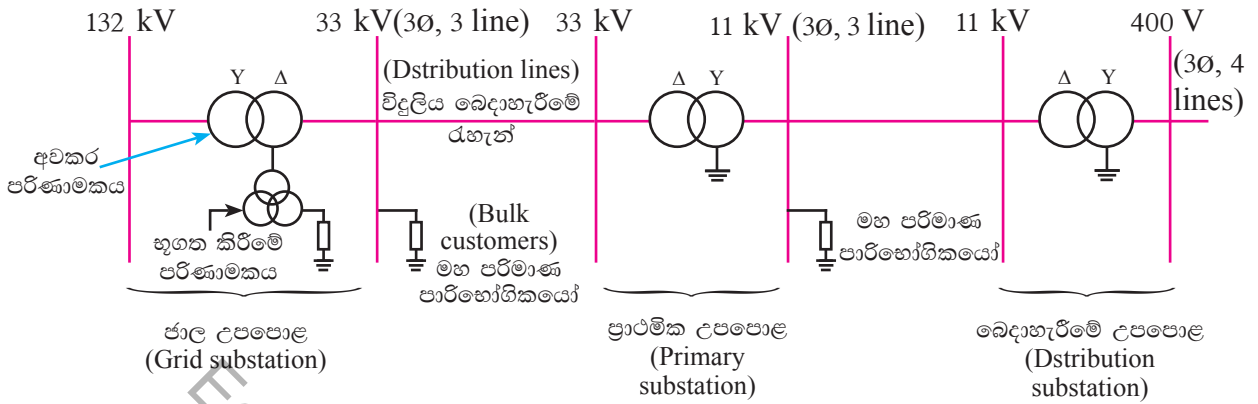 132 kV
33 kV(3ø, 3 line)
33 kV
11 kV (3ø, 3 line)
11 kV
400 V
(3ø, 4
lines)
Y Δ
(Dstribution lines)
විදුලිය බෙදාහැරීමේ
රැහැන්
Δ Y
Δ Y
අවකර
පරිණාමකය
භූගත කිරීමේ
පරිණාමකය
(Bulk
customers)
මහ පරිමාණ
පාරිභෝගිකයෝ
මහ පරිමාණ
පාරිභෝගිකයෝ
ජාල උපපොළ
(Grid substation)
ප්‍රාථමික උපපොළ
(Primary
substation)
බෙදාහැරීමේ උපපොළ
(Dstribution
substation)